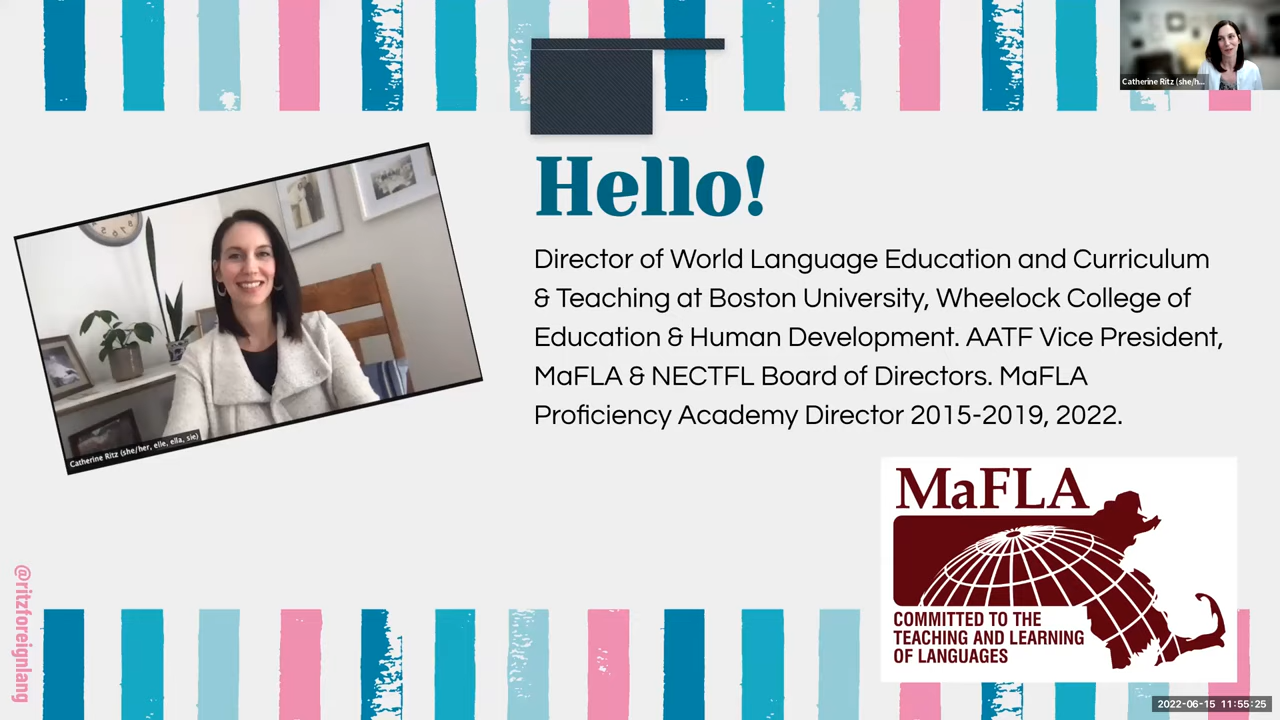 Catherine Ritz (she/h...
Hello!
Director of World Language Education and Curriculum
& Teaching at Boston University, Wheelock College of
Education & Human Development. AATF Vice President,
MaFLA & NECTFL Board of Directors. MaFLA
Proficiency Academy Director 2015-2019, 2022.
Catherine Ritz (she/her, elle, ella, sie)
MaFLA
COMMITTED TO THE
TEACHING AND LEARNING
OF LANGUAGES
@ritzforeignlang
2022-06-15 11:55:25